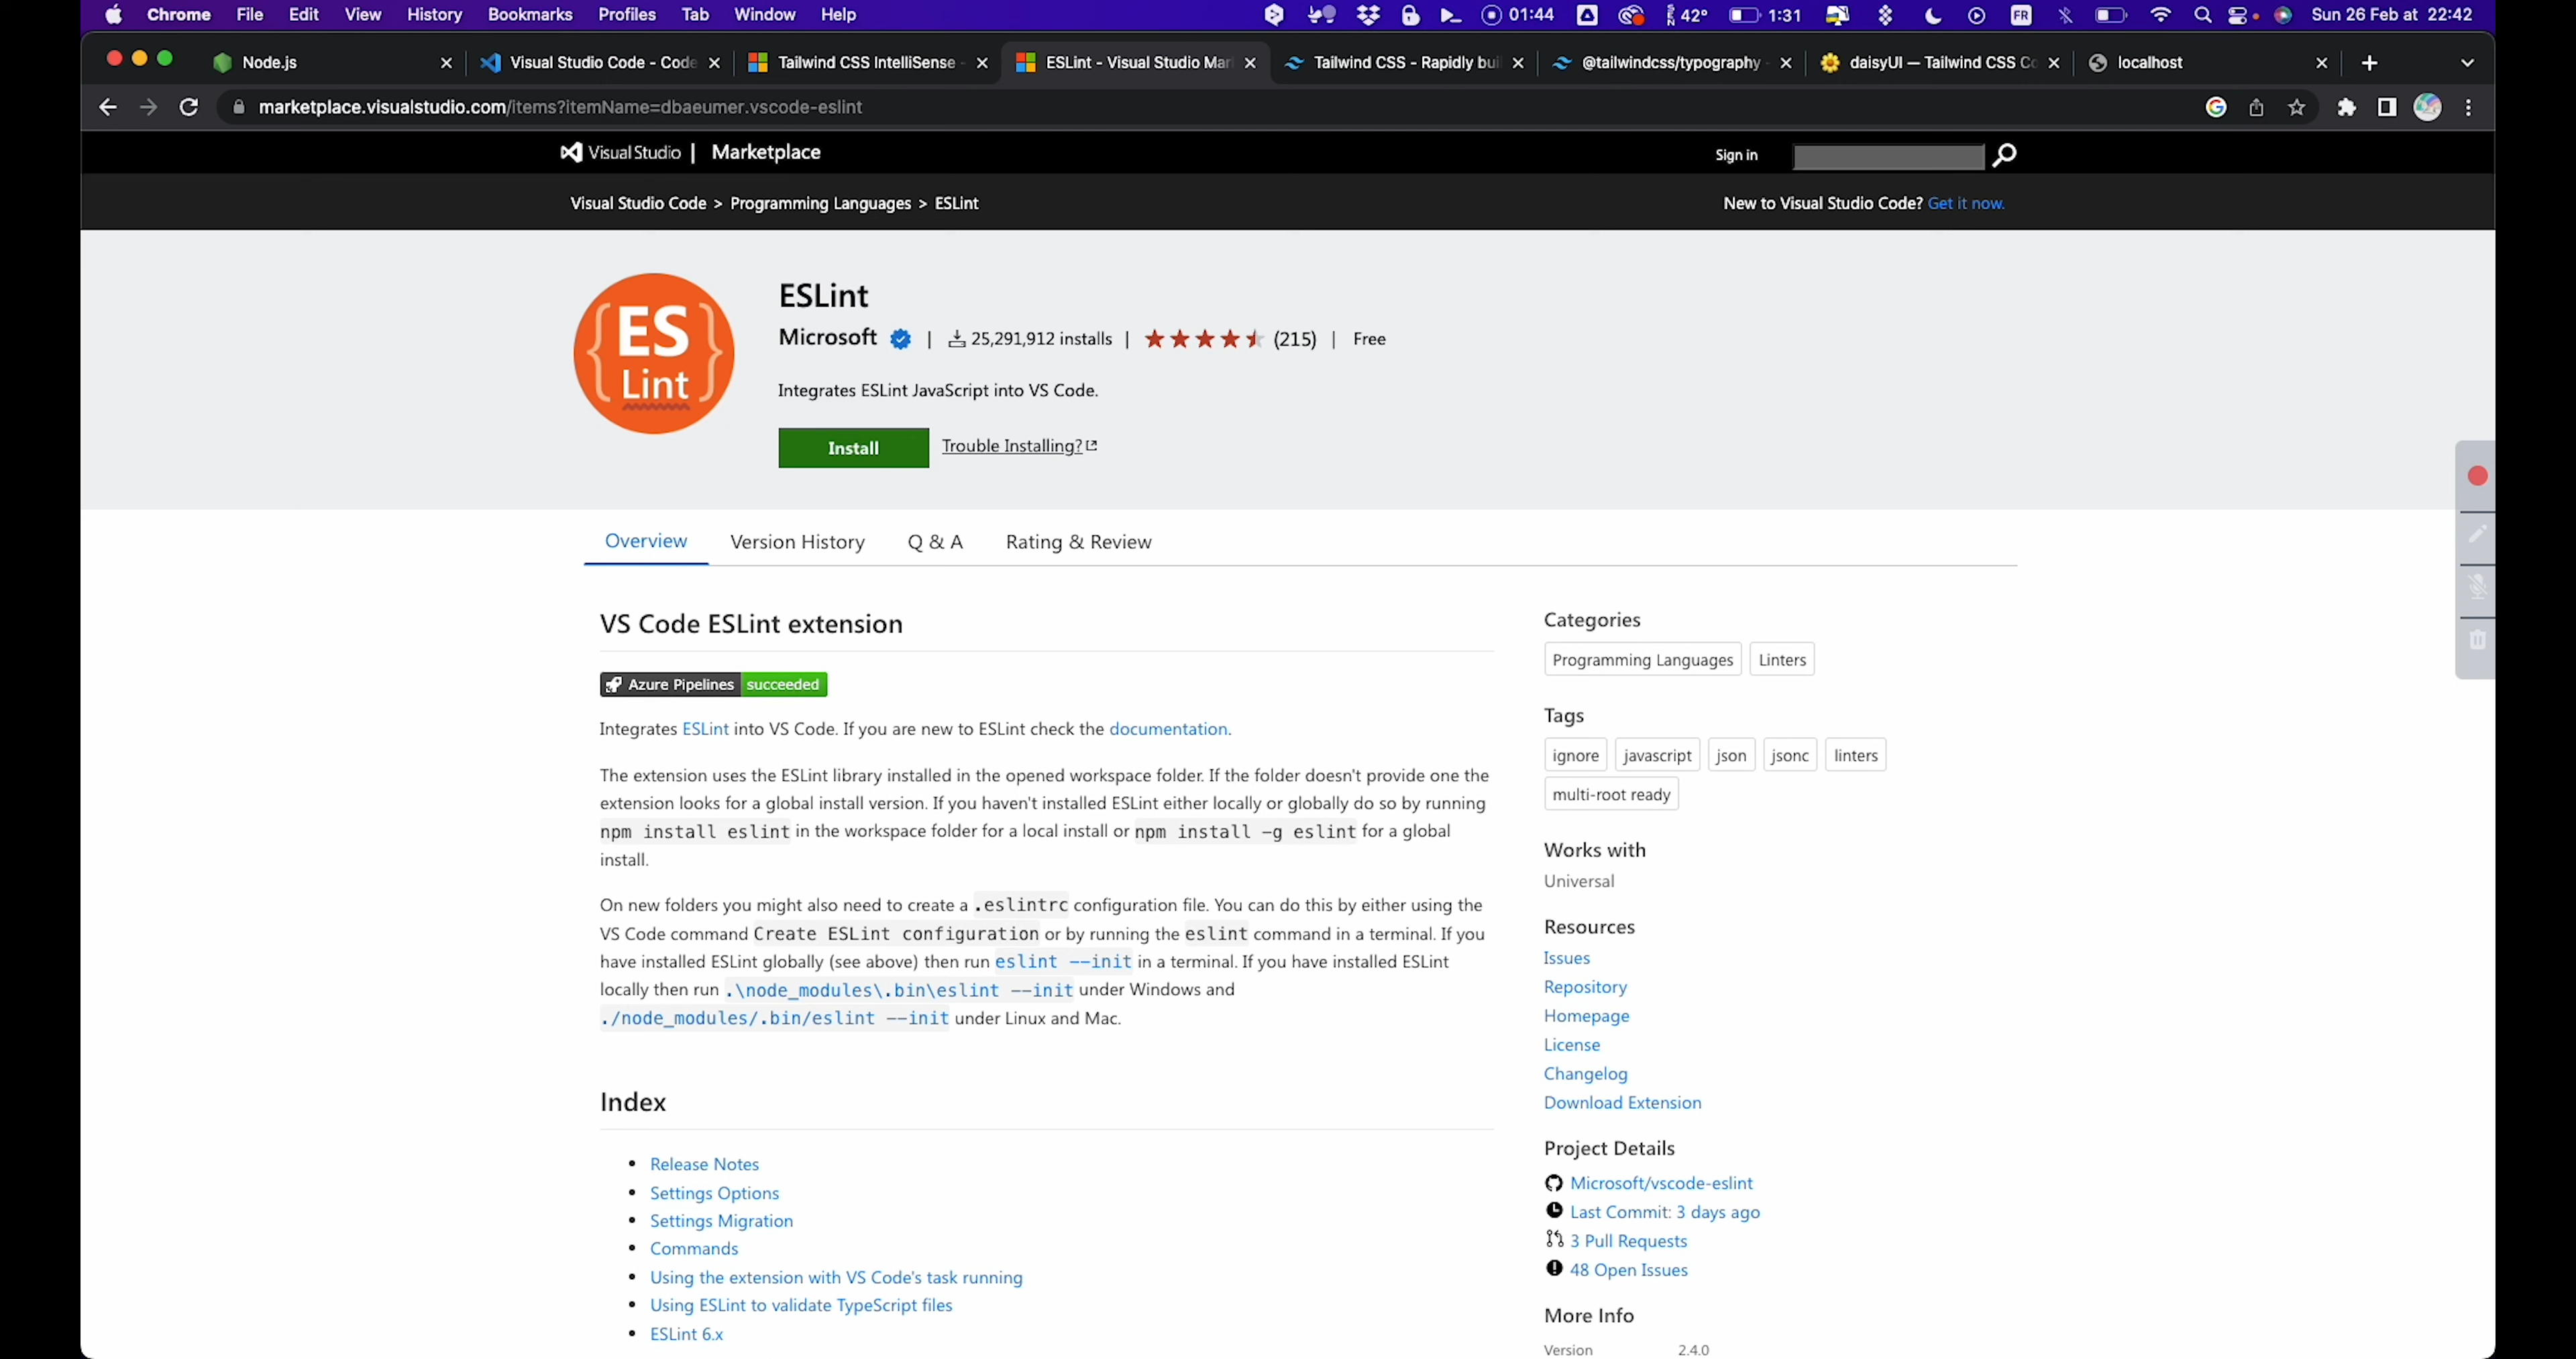 Chrome File Edit View History Bookmarks Profiles Tab Window Help 01:44 42° 1:31 FR Sun 26 Feb at 22:42
Node.js Visual Studio Code - Code Tailwind CSS IntelliSense - ESLint - Visual Studio Mar Tailwind CSS - Rapidly bui @tailwindcss/typography - daisyUI — Tailwind CSS Co localhost
marketplace.visualstudio.com/items?itemName=dbaeumer.vscode-eslint
Visual Studio | Marketplace Sign in
Visual Studio Code > Programming Languages > ESLint New to Visual Studio Code? Get it now.
ES
Lint
ESLint
Microsoft | 25,291,912 installs | (215) | Free
Integrates ESLint JavaScript into VS Code.
Install Trouble Installing?
Overview Version History Q & A Rating & Review
VS Code ESLint extension
Azure Pipelines succeeded
Integrates ESLint into VS Code. If you are new to ESLint check the documentation.
The extension uses the ESLint library installed in the opened workspace folder. If the folder doesn't provide one the
extension looks for a global install version. If you haven't installed ESLint either locally or globally do so by running
npm install eslint in the workspace folder for a local install or npm install -g eslint for a global
install.
On new folders you might also need to create a .eslintrc configuration file. You can do this by either using the
VS Code command Create ESLint configuration or by running the eslint command in a terminal. If you
have installed ESLint globally (see above) then run eslint --init in a terminal. If you have installed ESLint
locally then run .\node_modules\.bin\eslint --init under Windows and
./node_modules/.bin/eslint --init under Linux and Mac.
Index
• Release Notes
• Settings Options
• Settings Migration
• Commands
• Using the extension with VS Code's task running
• Using ESLint to validate TypeScript files
• ESLint 6.x
Categories
Programming Languages Linters
Tags
ignore javascript json jsonc linters
multi-root ready
Works with
Universal
Resources
Issues
Repository
Homepage
License
Changelog
Download Extension
Project Details
Microsoft/vscode-eslint
Last Commit: 3 days ago
3 Pull Requests
48 Open Issues
More Info
Version 2.4.0